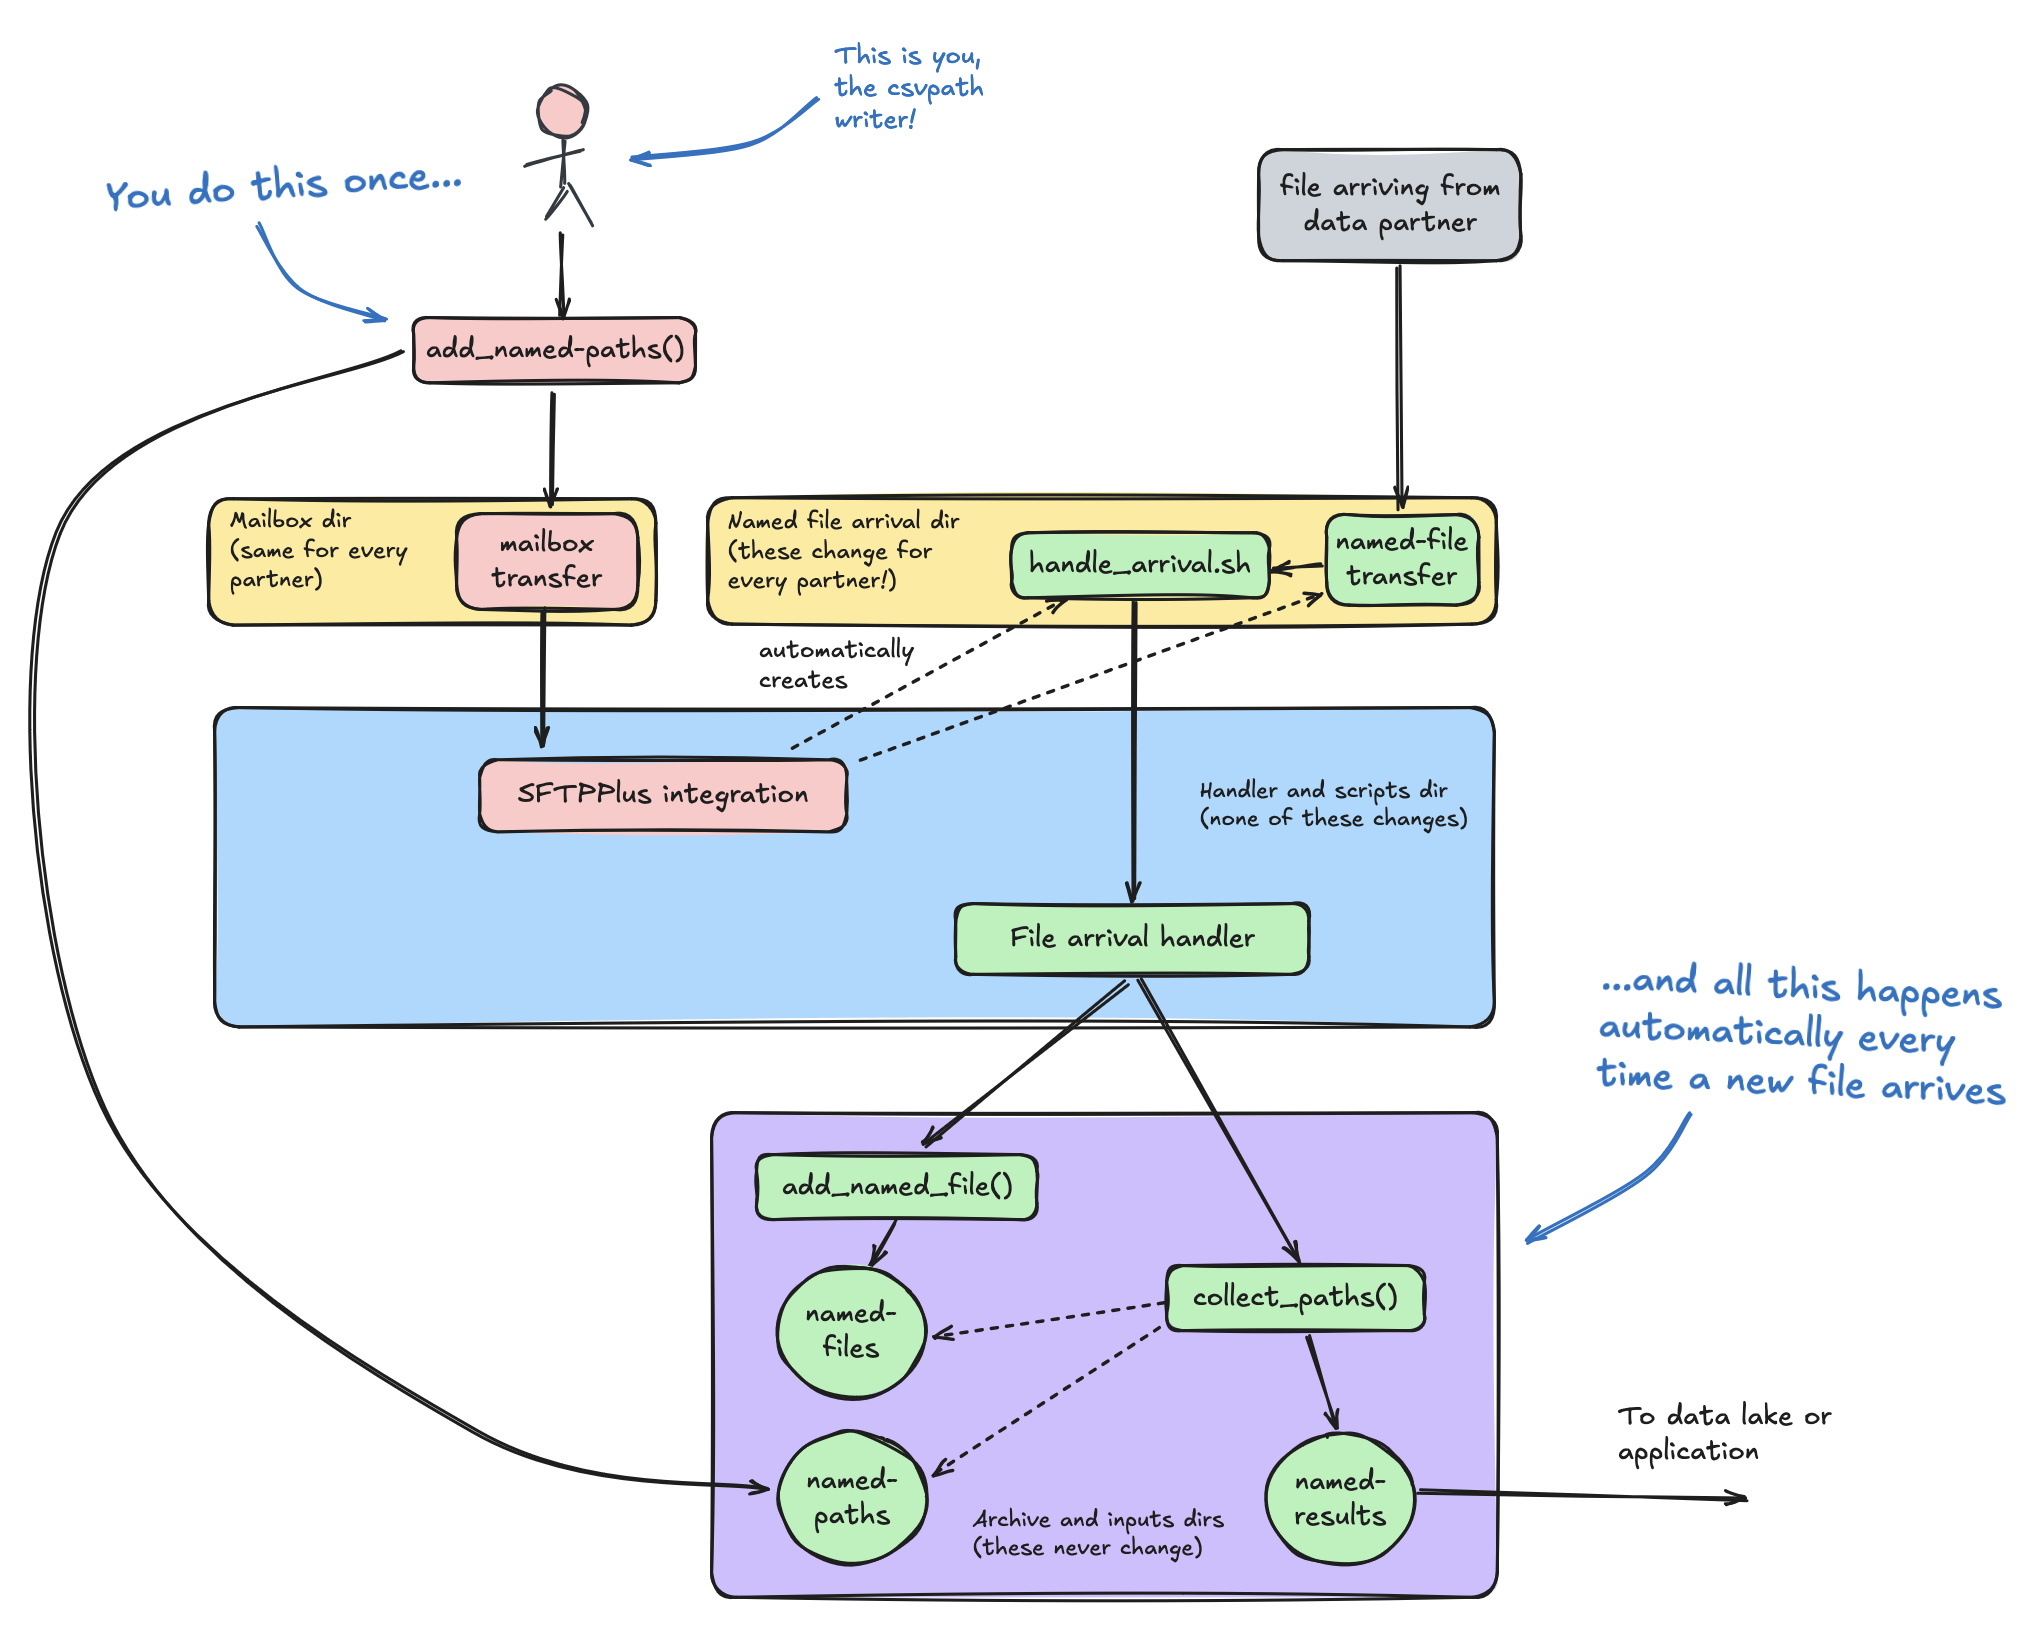 This is you,
the csvpath
writer!
You do this once...
file arriving from
data partner
add_named-paths()
Mailbox dir
(same for every
partner)
mailbox
transfer
Named file arrival dir
(these change for
every partner!)
handle_arrival.sh
named-file
transfer
automatically
creates
SFTPPlus integration
Handler and scripts dir
(none of these changes)
File arrival handler
...and all this happens
automatically every
time a new file arrives
add_named_file()
collect_paths()
named-
files
named-
paths
Archive and inputs dirs
(these never change)
named-
results
To data lake or
application